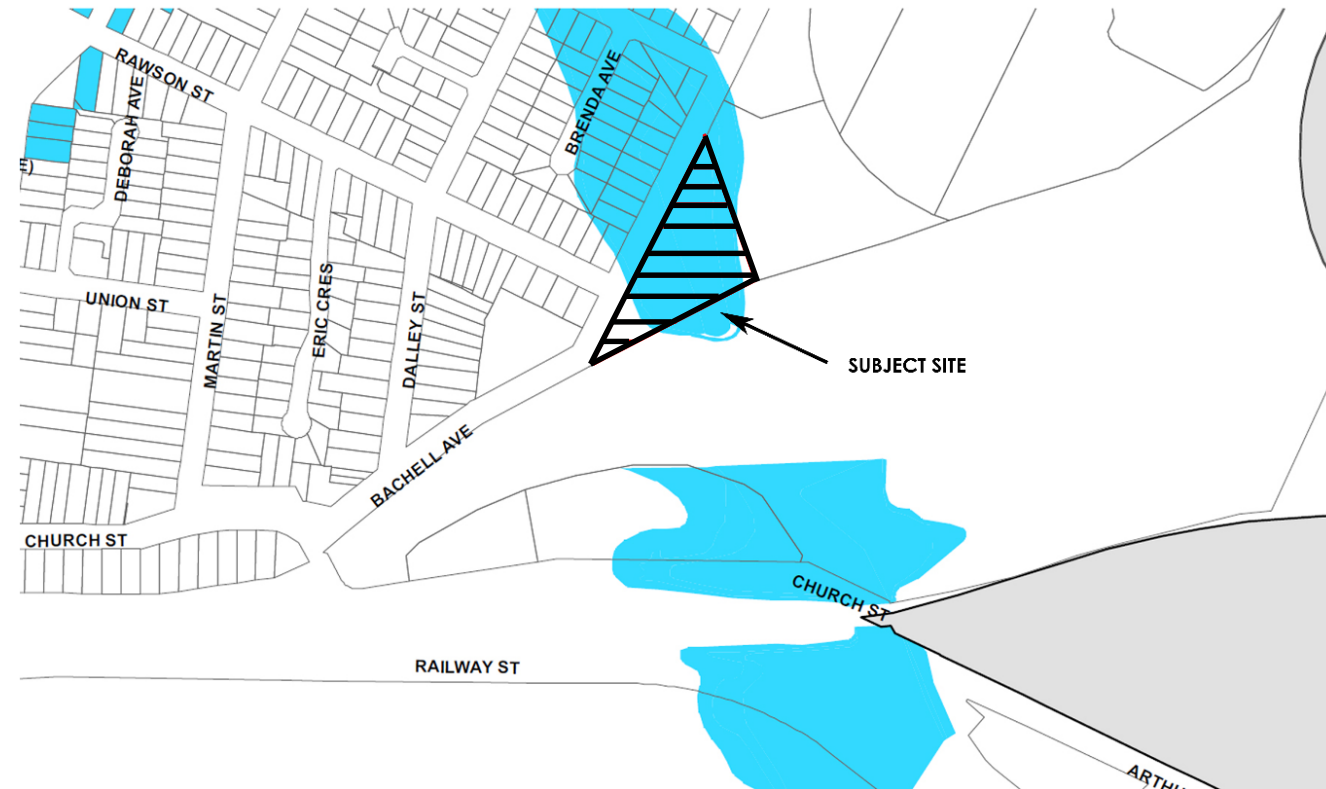 RAWSON ST
BRENDA AVE
DEBORAH AVE
E)
UNION ST
MARTIN ST
ERIC CRES
DALLEY ST
SUBJECT SITE
BACHELL AVE
CHURCH ST
CHURCH ST
RAILWAY ST
ARTHU